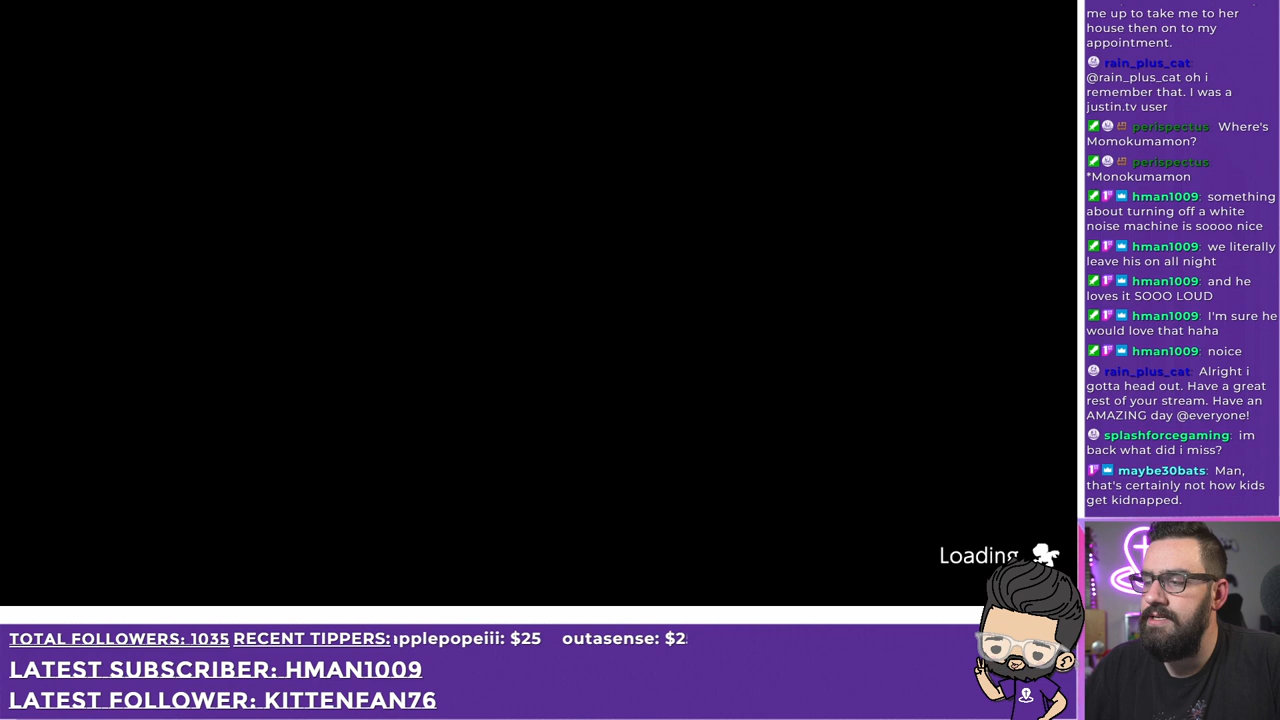 me up to take me to her
house then on to my
appointment.
rain_plus_cat:
@rain_plus_cat oh i
remember that. I was a
justin.tv user
perispectus: Where's
Momokumamon?
perispectus:
*Monokumamon
hman1009: something
about turning off a white
noise machine is soooo nice
hman1009: we literally
leave his on all night
hman1009: and he
loves it SOOO LOUD
hman1009: I'm sure he
would love that haha
hman1009: noice
rain_plus_cat: Alright i
gotta head out. Have a great
rest of your stream. Have an
AMAZING day @everyone!
splashforcegaming: im
back what did i miss?
maybe30bats: Man,
that's certainly not how kids
get kidnapped.
Loading
TOTAL FOLLOWERS: 1035 RECENT TIPPERS: applepopeiii: $25 outasense: $2
LATEST SUBSCRIBER: HMAN1009
LATEST FOLLOWER: KITTENFAN76